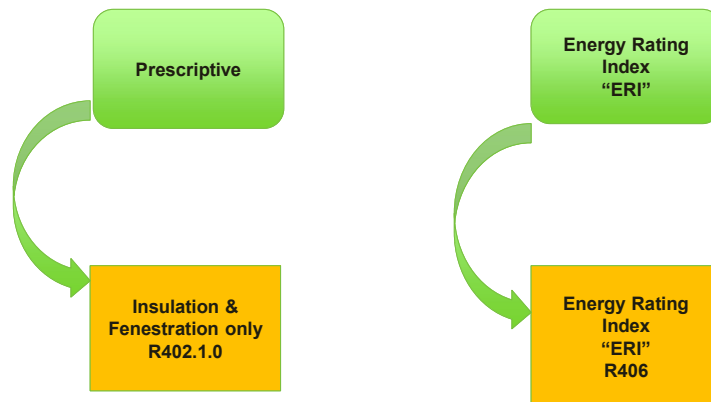 Prescriptive
Energy Rating
Index
“ERI”
Insulation &
Fenestration only
R402.1.0
Energy Rating
Index
“ERI”
R406